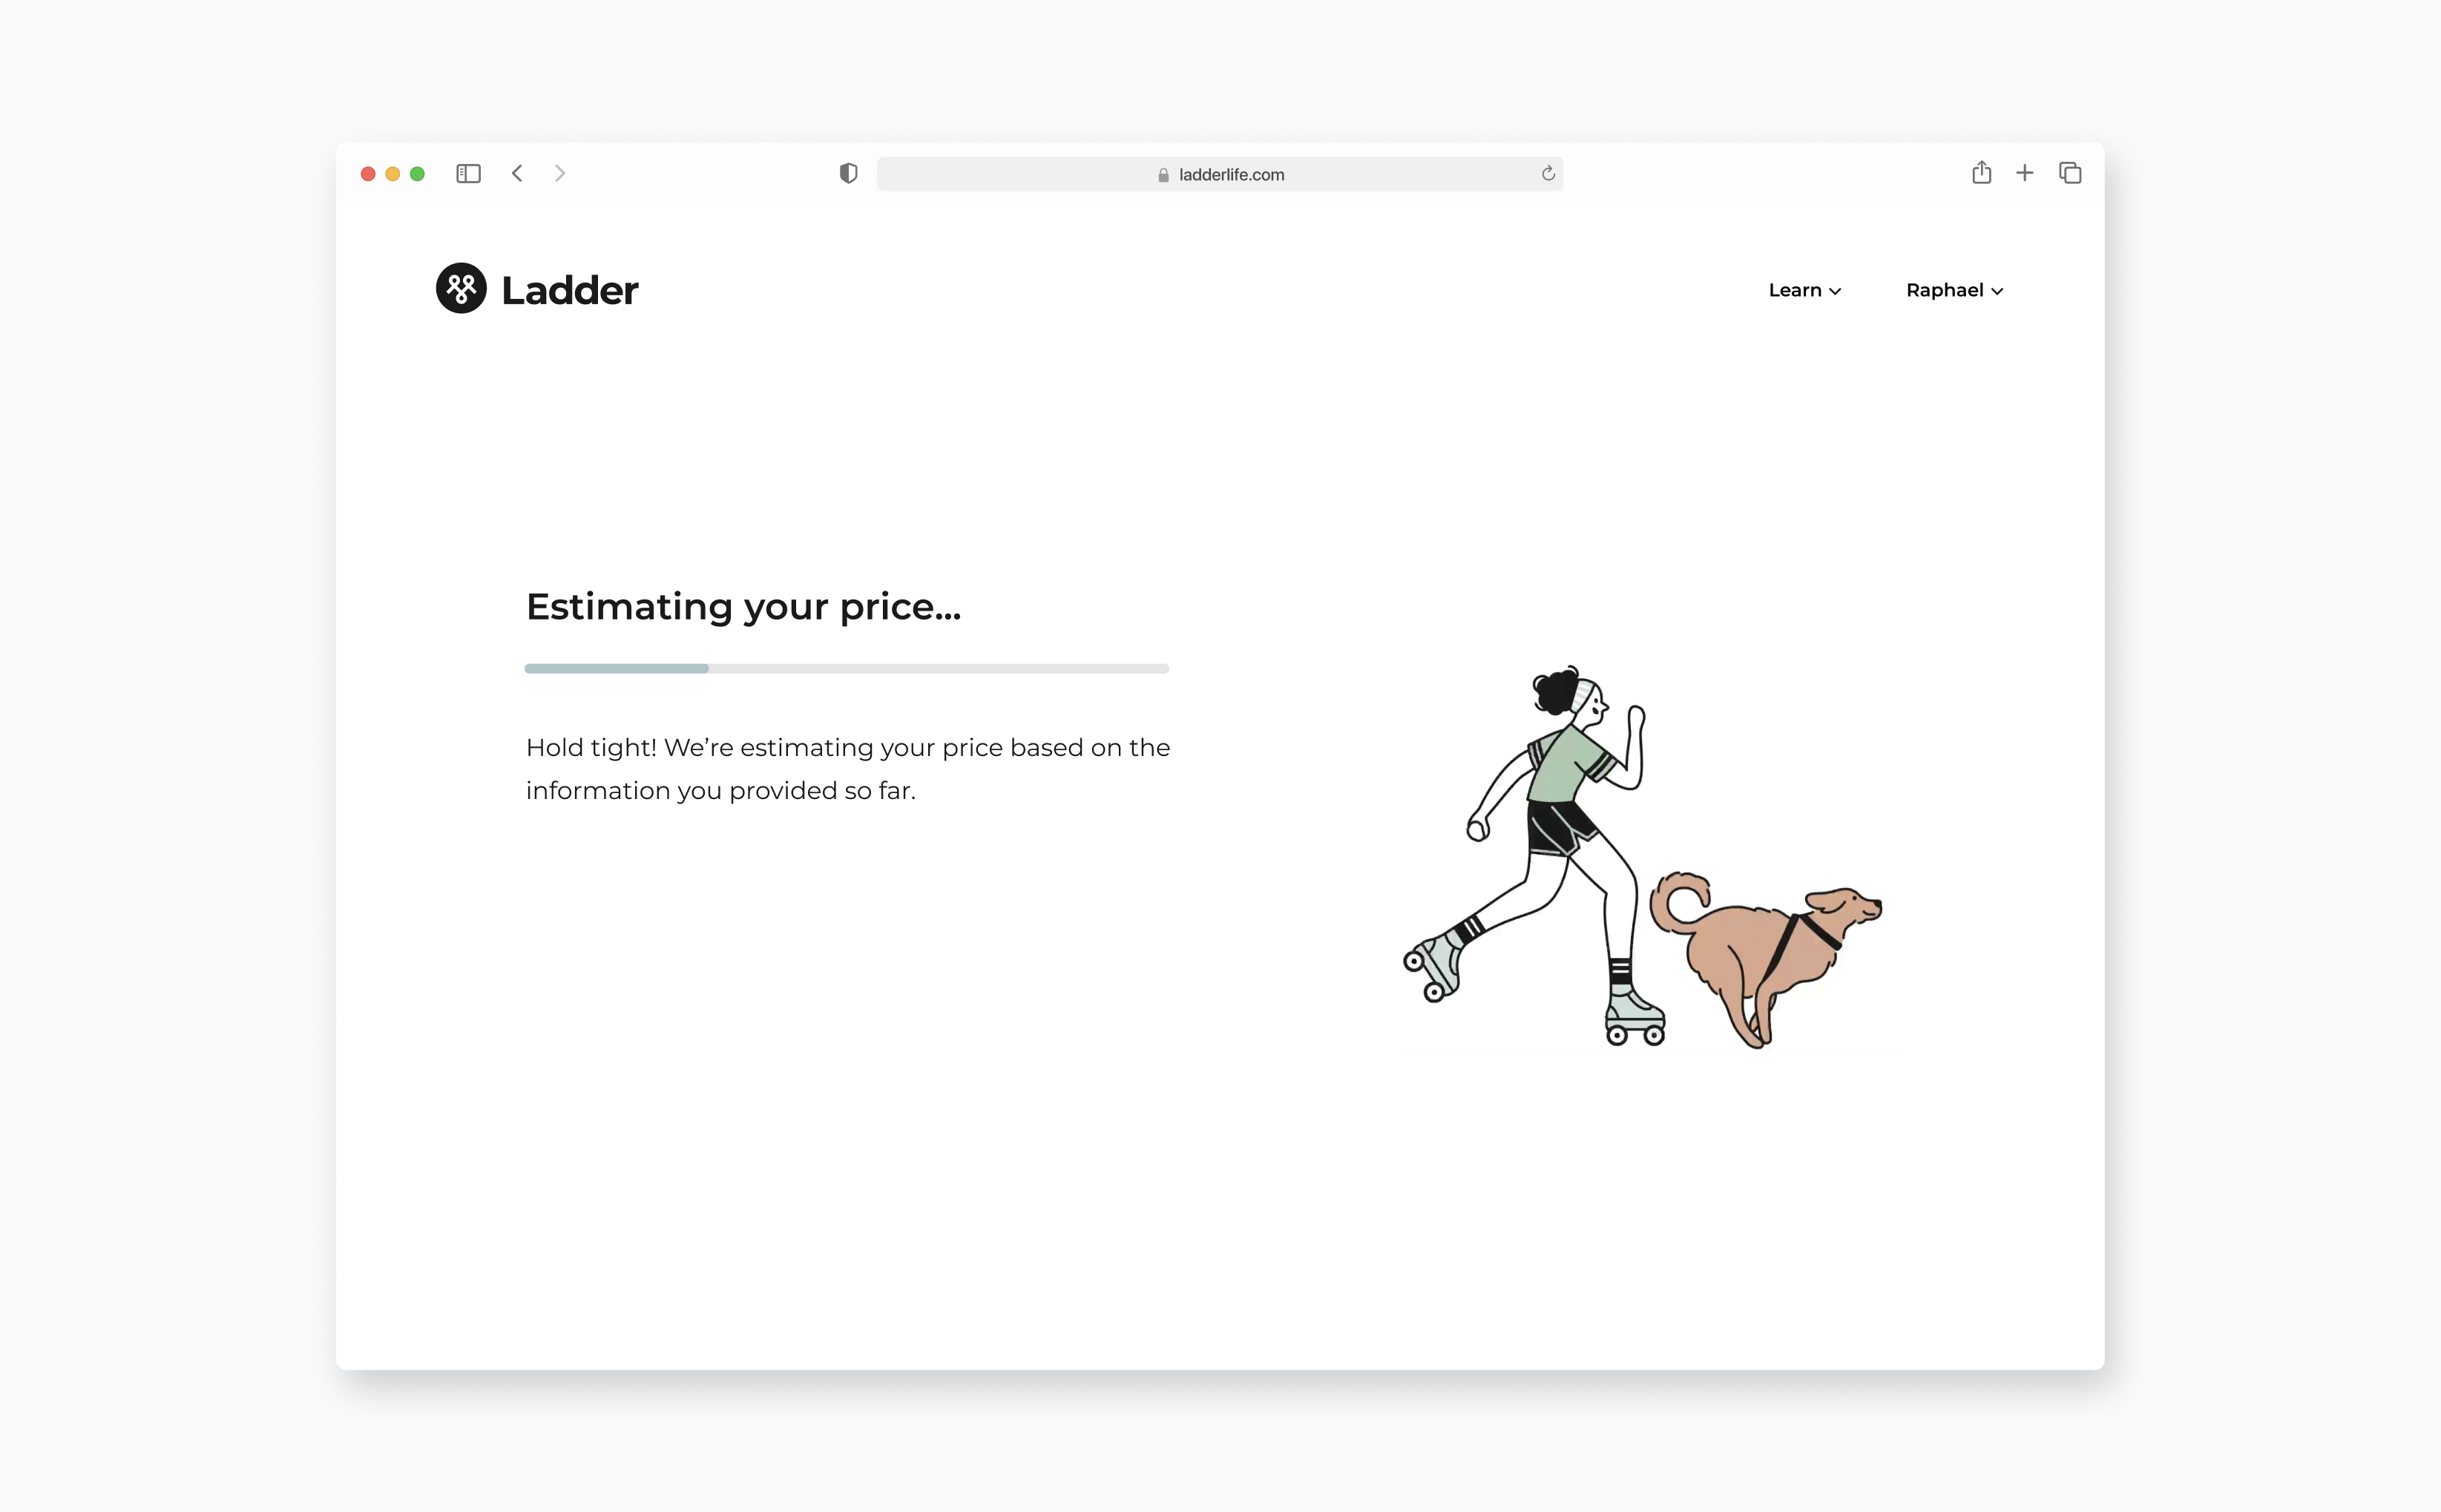 ladderlife.com
Ladder
Learn
Raphael
Estimating your price...
Hold tight! We’re estimating your price based on the
information you provided so far.